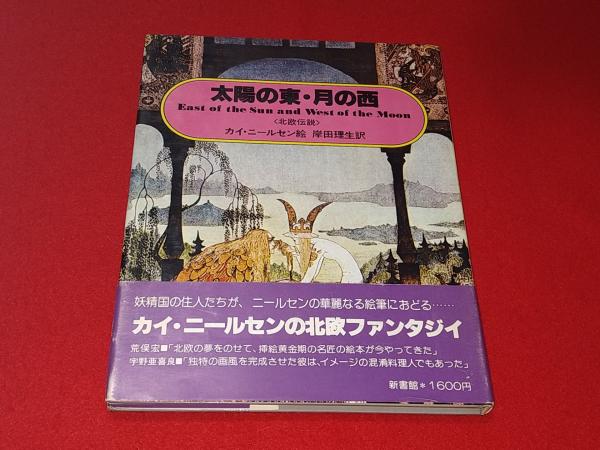 太陽の東・月の西
East of the Sun and West of the Moon
〈北欧伝説〉
カイ・ニールセン絵 岸田理生訳
妖精国の住人たちが、ニールセンの華麗なる絵筆におどる……
カイ・ニールセンの北欧ファンタジイ
荒俣宏■「北欧の夢をのせて、挿絵黄金期の名匠の絵本が今やってきた」
宇野亜喜良■「独特の画風を完成させた彼は、イメージの混淆料理人でもあった」
新書館＊1600円